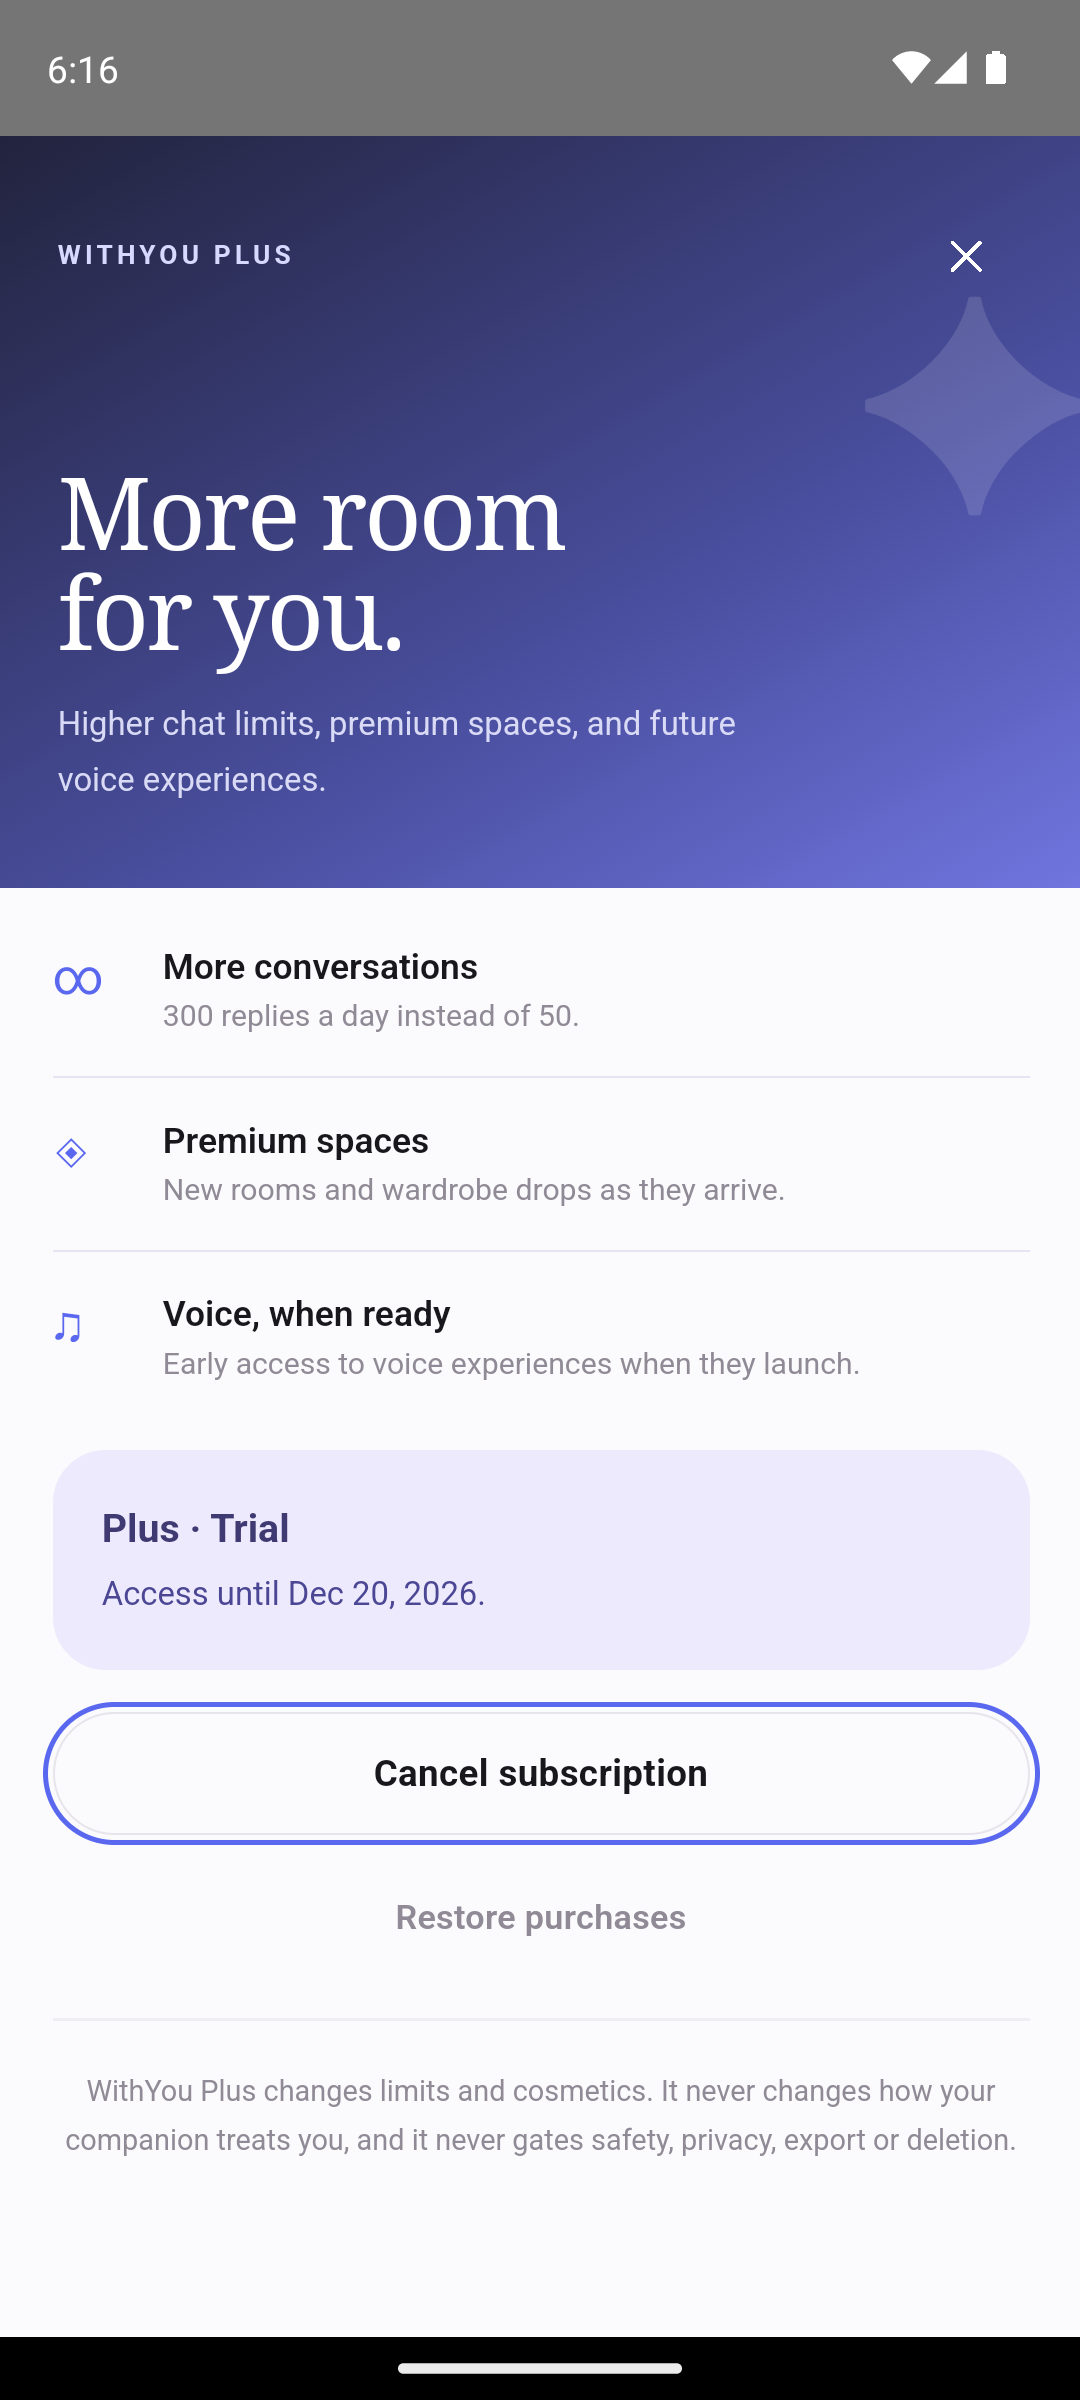 6:16
WITHYOU PLUS
More room
for you.
Higher chat limits, premium spaces, and future
voice experiences.
More conversations
300 replies a day instead of 50.
Premium spaces
New rooms and wardrobe drops as they arrive.
Voice, when ready
Early access to voice experiences when they launch.
Plus · Trial
Access until Dec 20, 2026.
Cancel subscription
Restore purchases
WithYou Plus changes limits and cosmetics. It never changes how your
companion treats you, and it never gates safety, privacy, export or deletion.